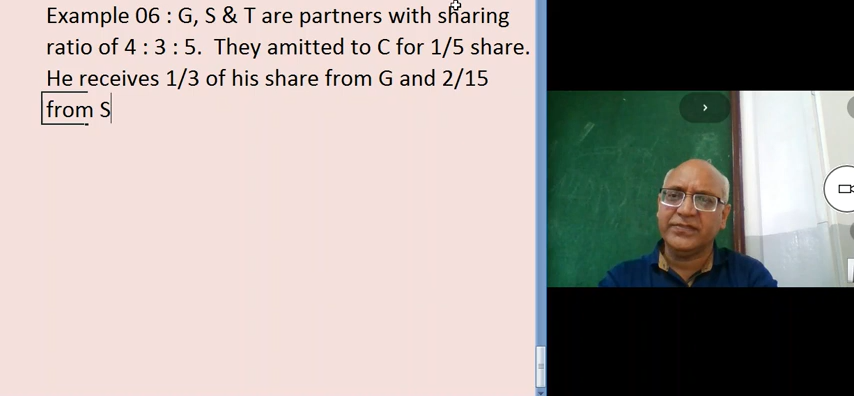 Example 06 : G, S & T are partners with sharing
ratio of 4 : 3 : 5.  They amitted to C for 1/5 share.
He receives 1/3 of his share from G and 2/15
from S